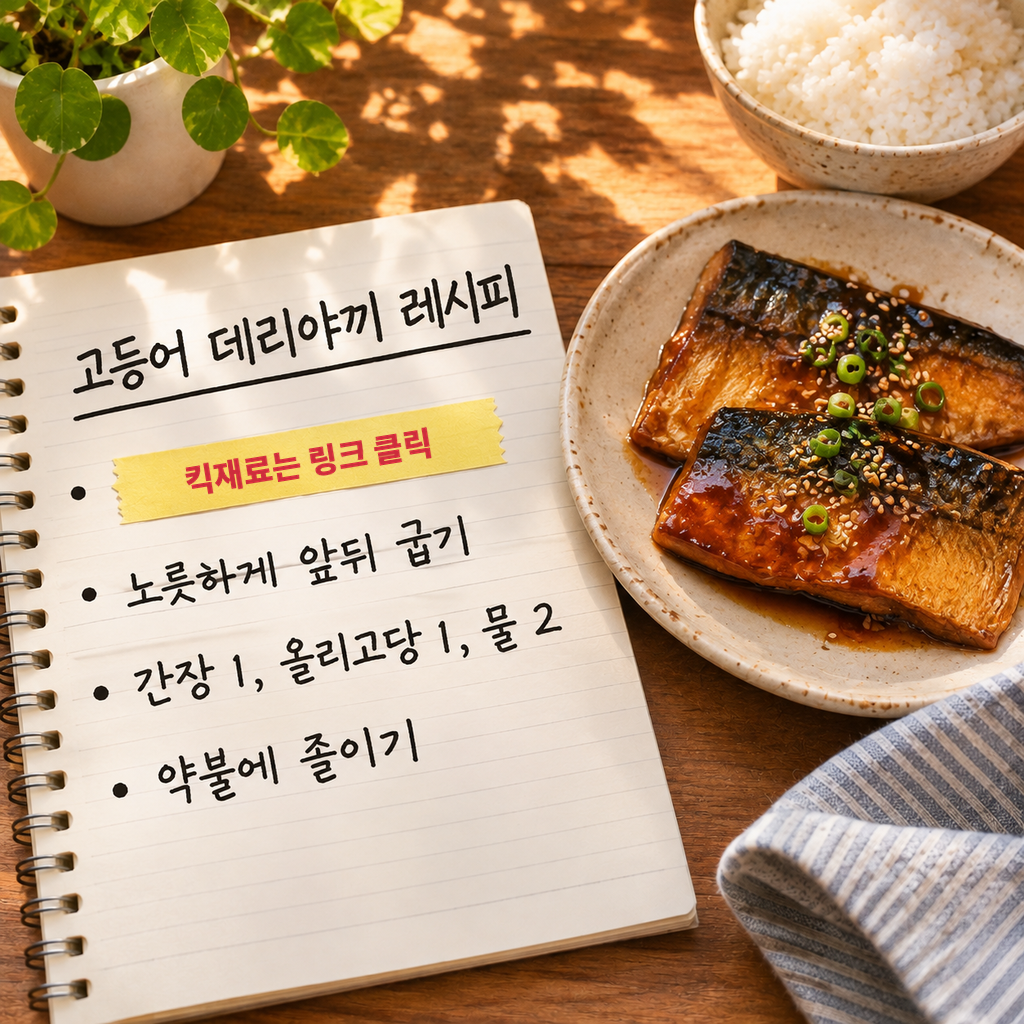 고등어 데리야끼 레시피
• 킥재료는 링크 클릭
• 노릇하게 앞뒤 굽기
• 간장 1, 올리고당 1, 물 2
• 약불에 졸이기